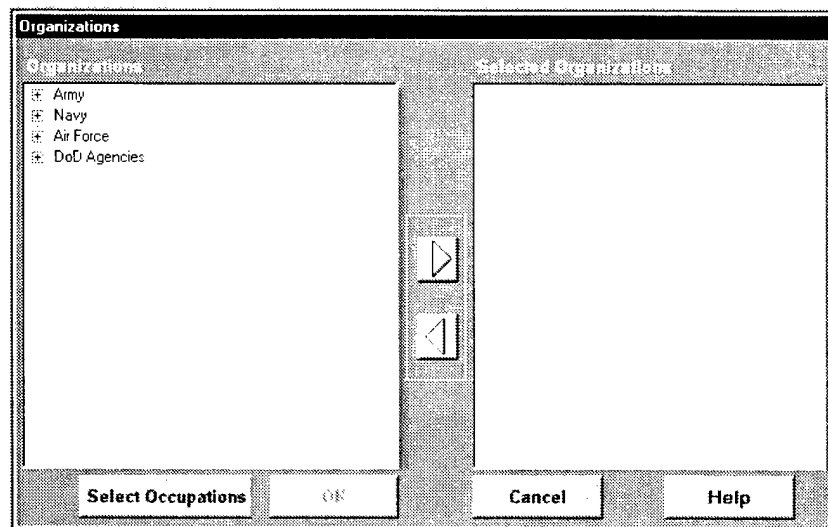 Organizations
Organizations
Selected Organizations
Army
Navy
Air Force
DoD Agencies
Select Occupations
OK
Cancel
Help